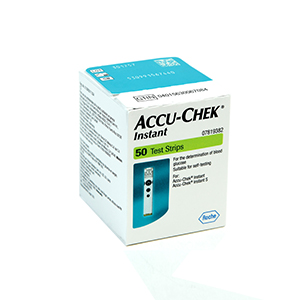 GTIN
ACCU-CHEK®
Instant
07819382
50 Test Strips
For the determination of blood
glucose
Suitable for self-testing
For:
Accu-Chek® Instant
Accu-Chek® Instant S
Roche